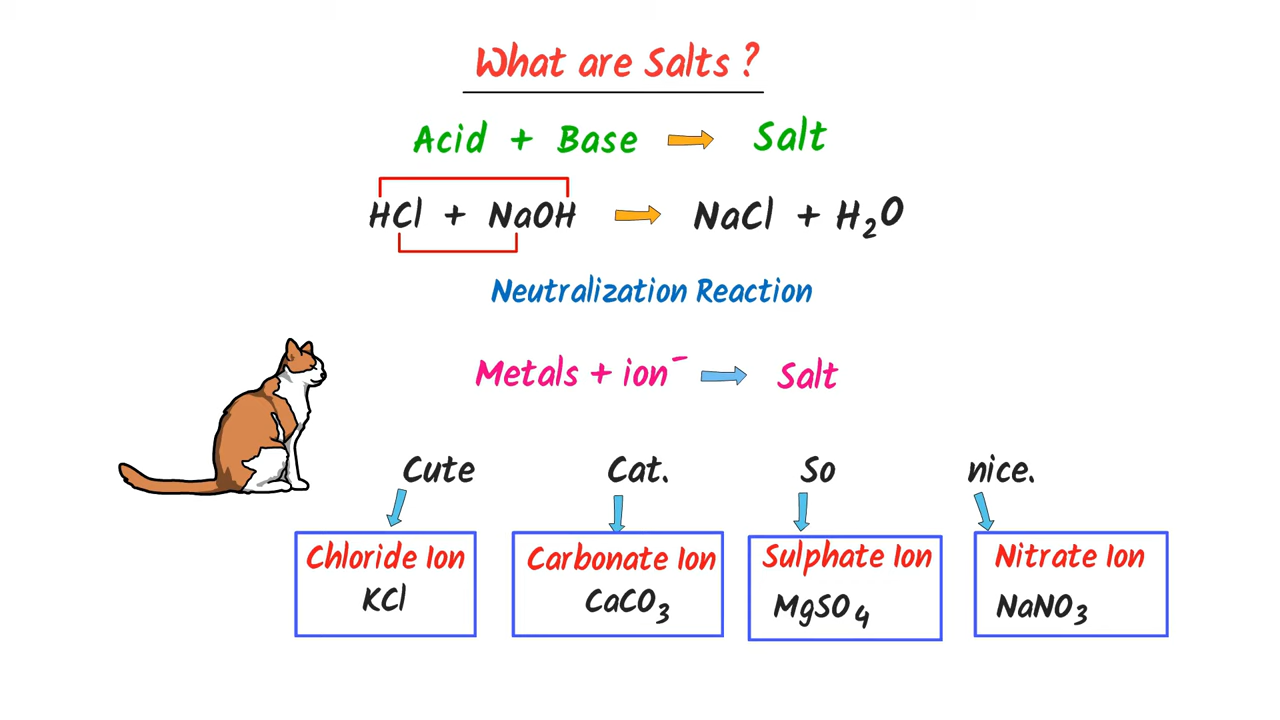 What are Salts ?
Acid + Base → Salt
HCl + NaOH → NaCl + H₂O
Neutralization Reaction
Metals + ion⁻ → Salt
Cute Cat. So nice.
Chloride Ion Carbonate Ion Sulphate Ion Nitrate Ion
KCl CaCO₃ MgSO₄ NaNO₃